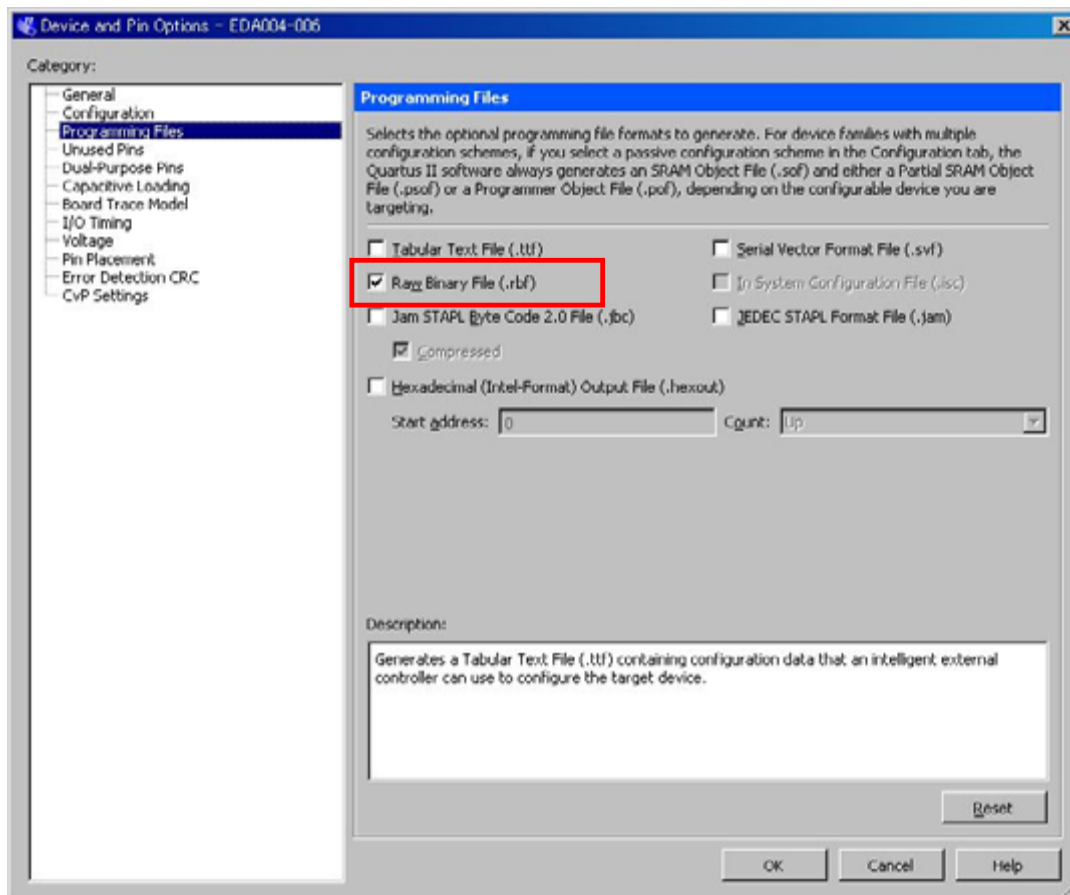 Device and Pin Options - EDA004-006
Category:
General
Configuration
Programming Files
Unused Pins
Dual-Purpose Pins
Capacitive Loading
Board Trace Model
I/O Timing
Voltage
Pin Placement
Error Detection CRC
CvP Settings
Programming Files
Selects the optional programming file formats to generate. For device families with multiple
configuration schemes, if you select a passive configuration scheme in the Configuration tab, the
Quartus II software always generates an SRAM Object File (.sof) and either a Partial SRAM Object
File (.psof) or a Programmer Object File (.pof), depending on the configurable device you are
targeting.
Tabular Text File (.ttf)
Serial Vector Format File (.svf)
Raw Binary File (.rbf)
In System Configuration File (.isc)
Jam STAPL Byte Code 2.0 File (.jbc)
JEDEC STAPL Format File (.jam)
Compressed
Hexadecimal (Intel-Format) Output File (.hexout)
Start address: 0
Count: Up
Description:
Generates a Tabular Text File (.ttf) containing configuration data that an intelligent external
controller can use to configure the target device.
Reset
OK
Cancel
Help